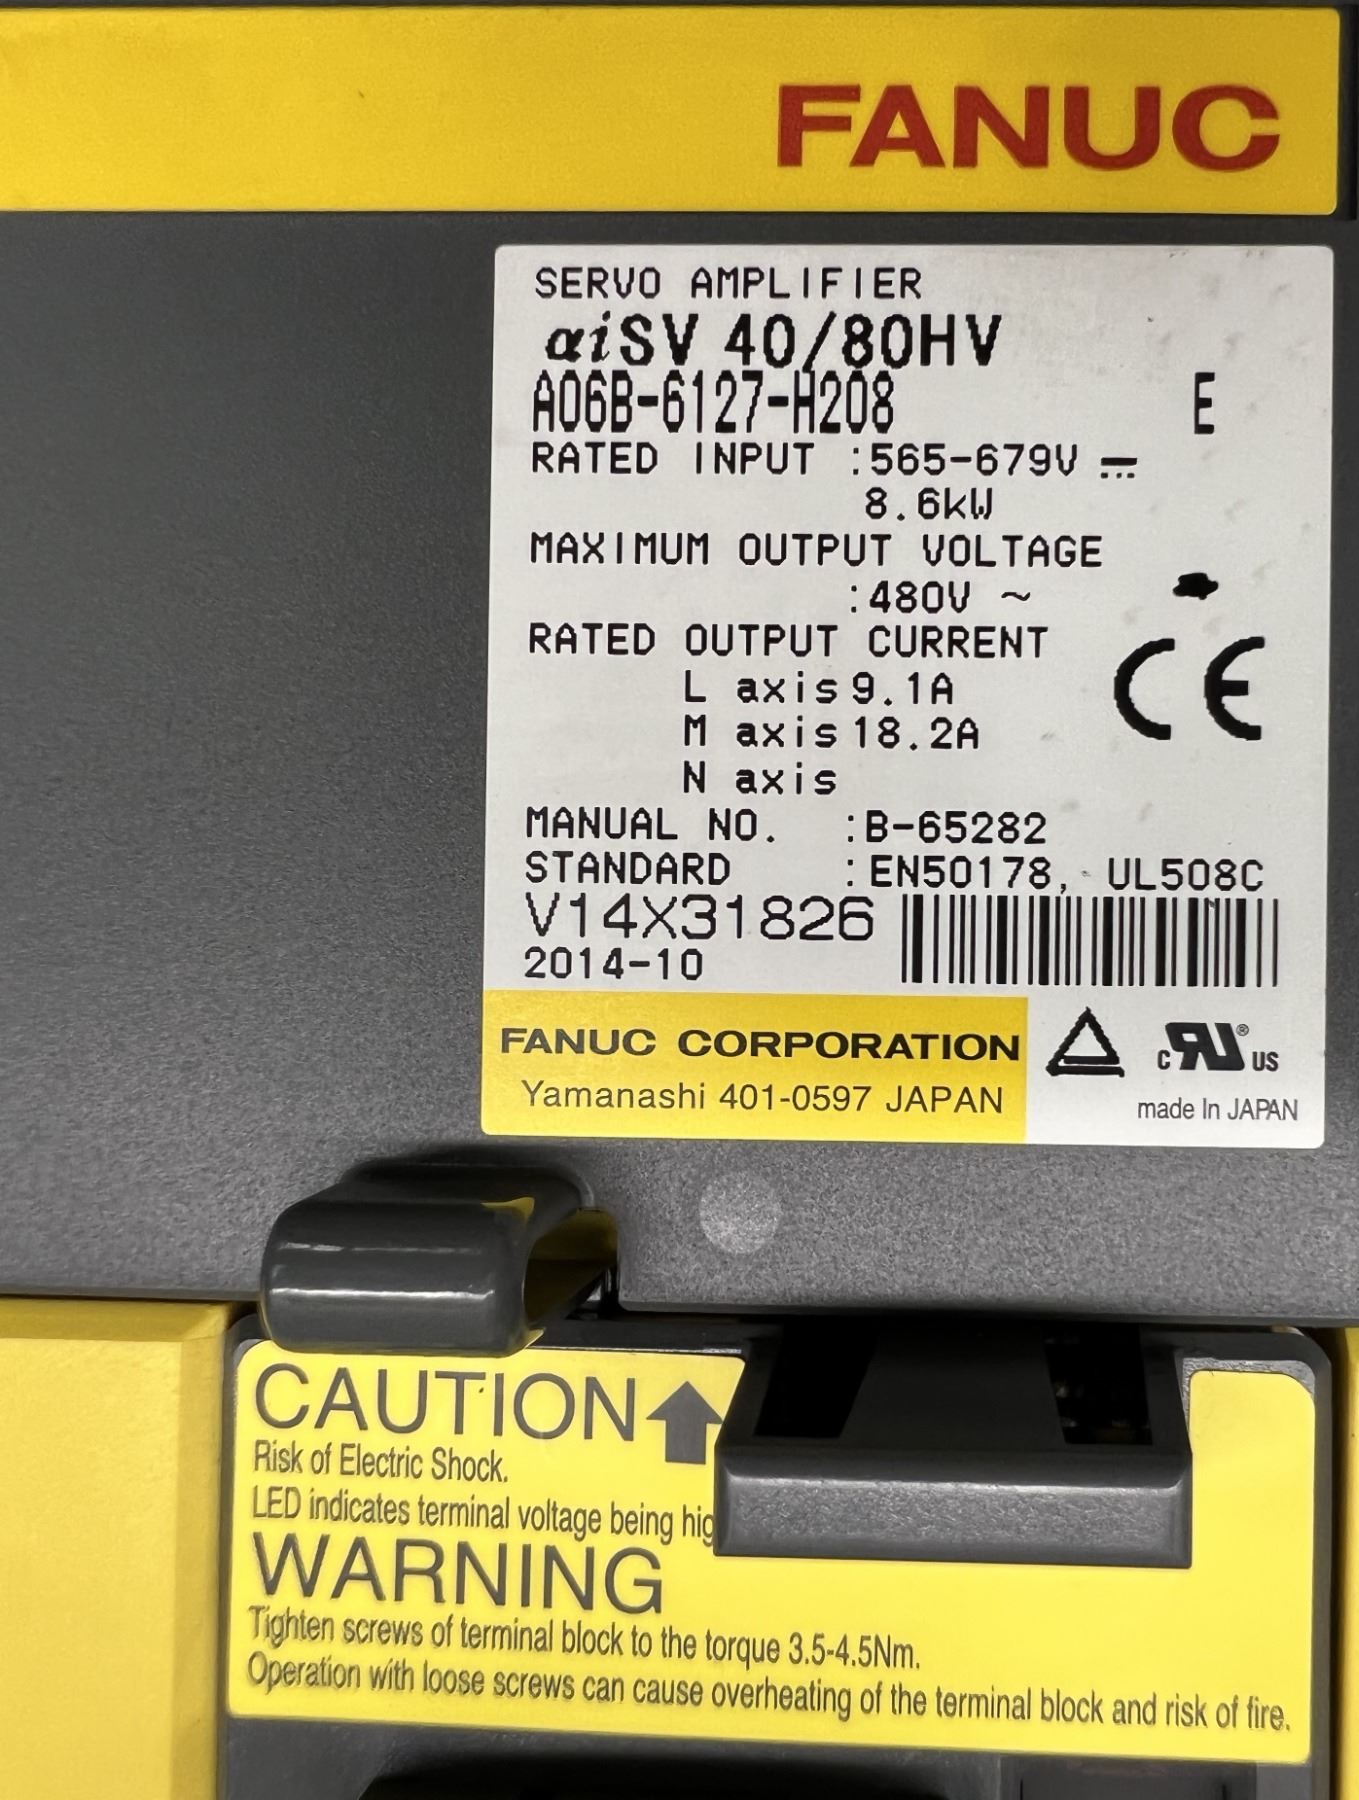 FANUC
SERVO AMPLIFIER
αiSV 40/80HV
A06B-6127-H208 E
RATED INPUT :565-679V ⎓
8.6kW
MAXIMUM OUTPUT VOLTAGE
:480V ~
RATED OUTPUT CURRENT
L axis 9.1A
M axis 18.2A
N axis
CE
MANUAL NO. :B-65282
STANDARD :EN50178, UL508C
V14X31826
2014-10
FANUC CORPORATION
Yamanashi 401-0597 JAPAN
c RU® US
made In JAPAN
CAUTION
Risk of Electric Shock.
LED indicates terminal voltage being
WARNING
Tighten screws of terminal block to the torque 3.5-4.5Nm.
Operation with loose screws can cause overheating of the terminal block and risk of fire.